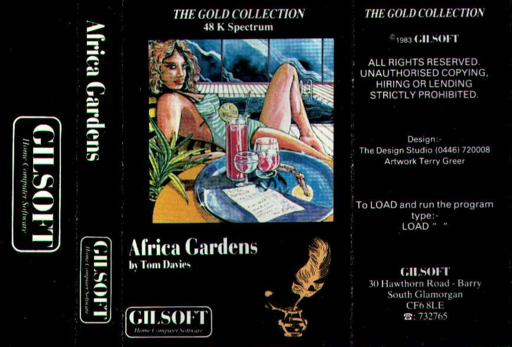 GILSOFT
Home Computer Software
Africa Gardens
GILSOFT
Home Computer Software
THE GOLD COLLECTION
48 K Spectrum
Africa Gardens
by Tom Davies
GILSOFT
Home Computer Software
THE GOLD COLLECTION
©1983 GILSOFT
ALL RIGHTS RESERVED.
UNAUTHORISED COPYING,
HIRING OR LENDING
STRICTLY PROHIBITED.
Design:-
The Design Studio (0446) 720008
Artwork Terry Greer
To LOAD and run the program
type:-
LOAD " "
GILSOFT
30 Hawthorn Road - Barry
South Glamorgan
CF6 8LE
☎: 732765